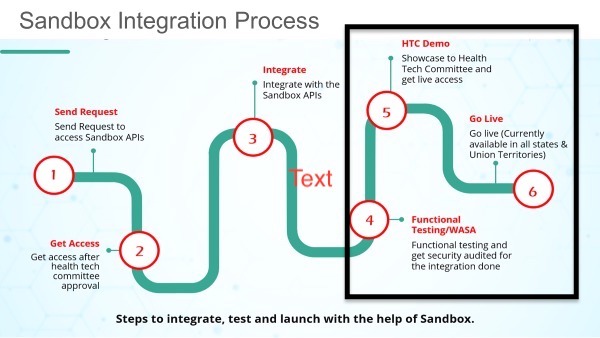 Sandbox Integration Process
HTC Demo
Showcase to Health
Tech Committee and
get live access
Integrate
Integrate with the
Sandbox APIs
Send Request
Send Request to
access Sandbox APIs
Go Live
Go live (Currently
available in all states &
Union Territories)
1
2
3
4
5
6
Text
Get Access
Get access after
health tech
committee
approval
Functional
Testing/WASA
Functional testing and
get security audited for
the integration done
Steps to integrate, test and launch with the help of Sandbox.